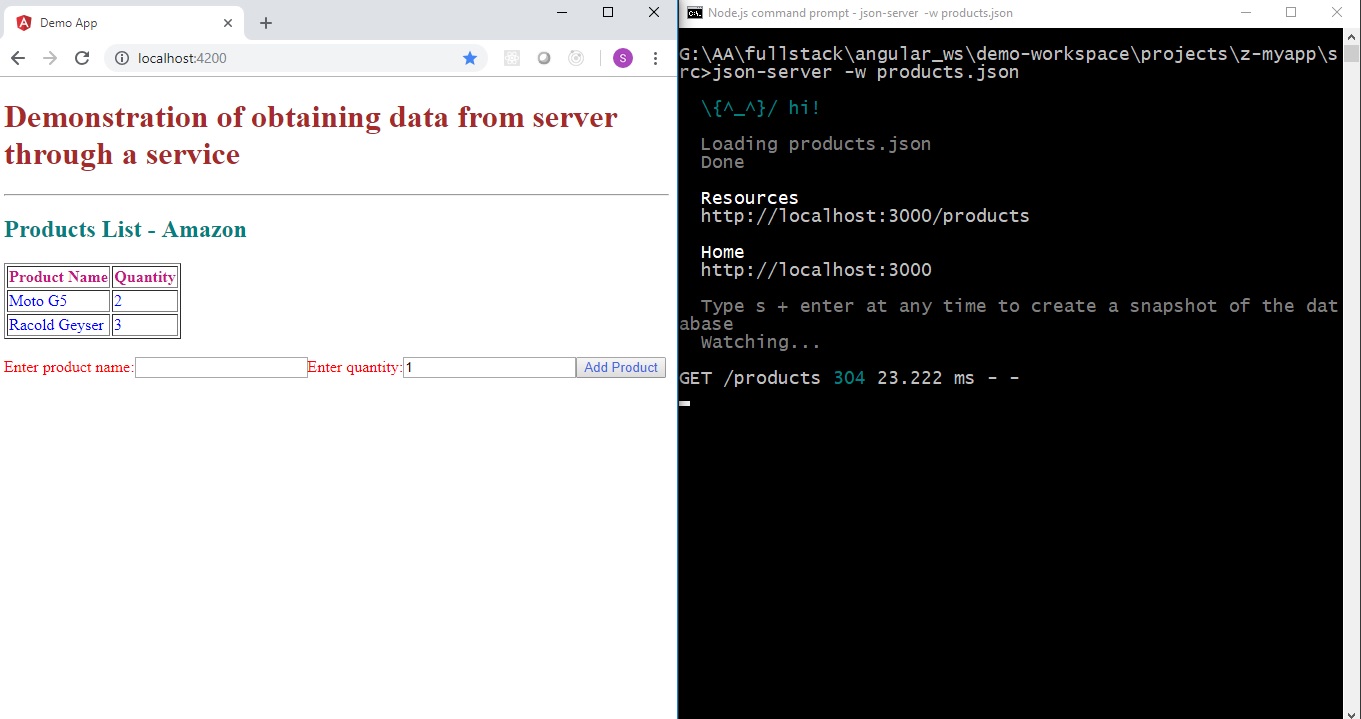 Demo App
localhost:4200
S
Demonstration of obtaining data from server
through a service
Products List - Amazon
Product Name Quantity
Moto G5 2
Racold Geyser 3
Enter product name: Enter quantity: 1 Add Product
Node.js command prompt - json-server -w products.json
G:\AA\fullstack\angular_ws\demo-workspace\projects\z-myapp\s
rc>json-server -w products.json
\{^_^}/ hi!
Loading products.json
Done
Resources
http://localhost:3000/products
Home
http://localhost:3000
Type s + enter at any time to create a snapshot of the dat
abase
Watching...
GET /products 304 23.222 ms - -